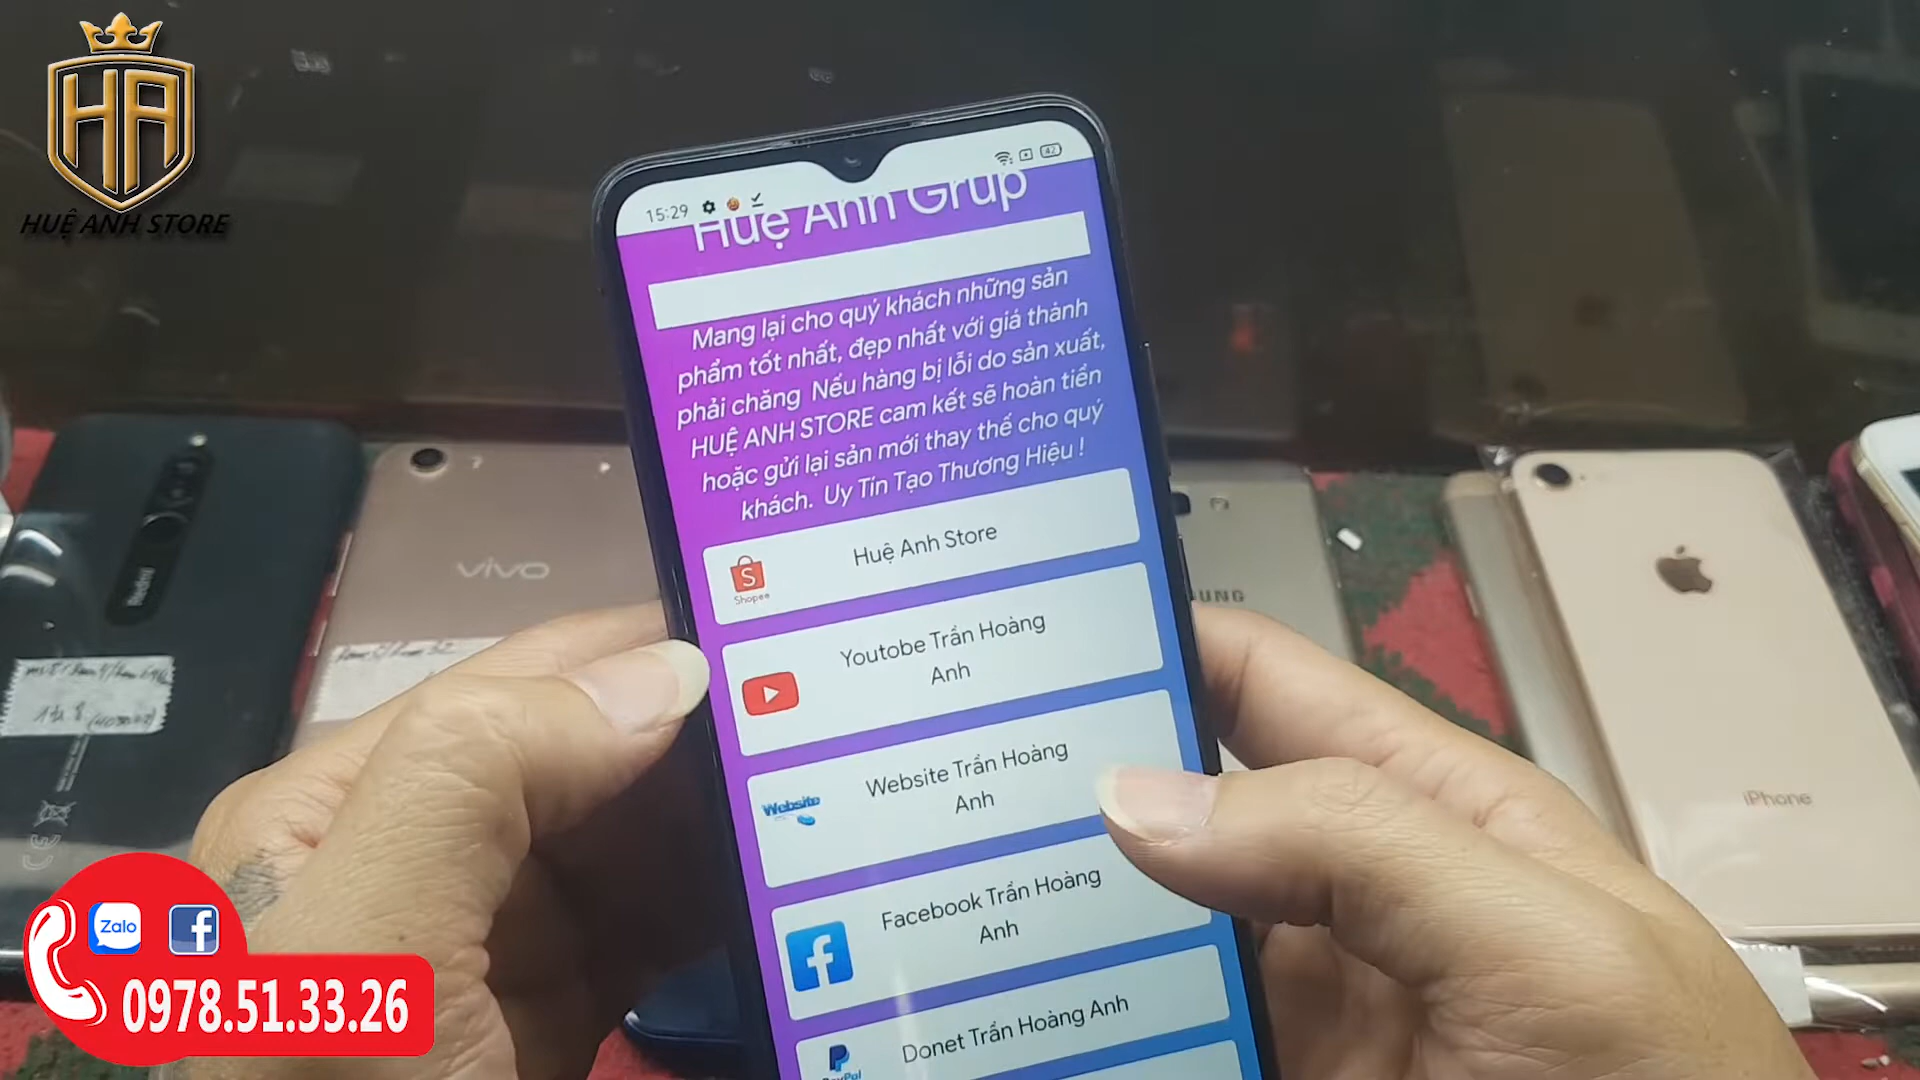 HA
HUỆ ANH STORE
15:29
42
Huệ Anh Grup
Mang lại cho quý khách những sản
phẩm tốt nhất, đẹp nhất với giá thành
phải chăng Nếu hàng bị lỗi do sản xuất,
HUỆ ANH STORE cam kết sẽ hoàn tiền
hoặc gửi lại sản mới thay thế cho quý
khách. Uy Tín Tạo Thương Hiệu !
Shopee
Huệ Anh Store
Youtobe Trần Hoàng
Anh
Website
Website Trần Hoàng
Anh
Facebook Trần Hoàng
Anh
PayPal
Donet Trần Hoàng Anh
Redmi
vivo
SUNG
iPhone
CE
Zalo
0978.51.33.26